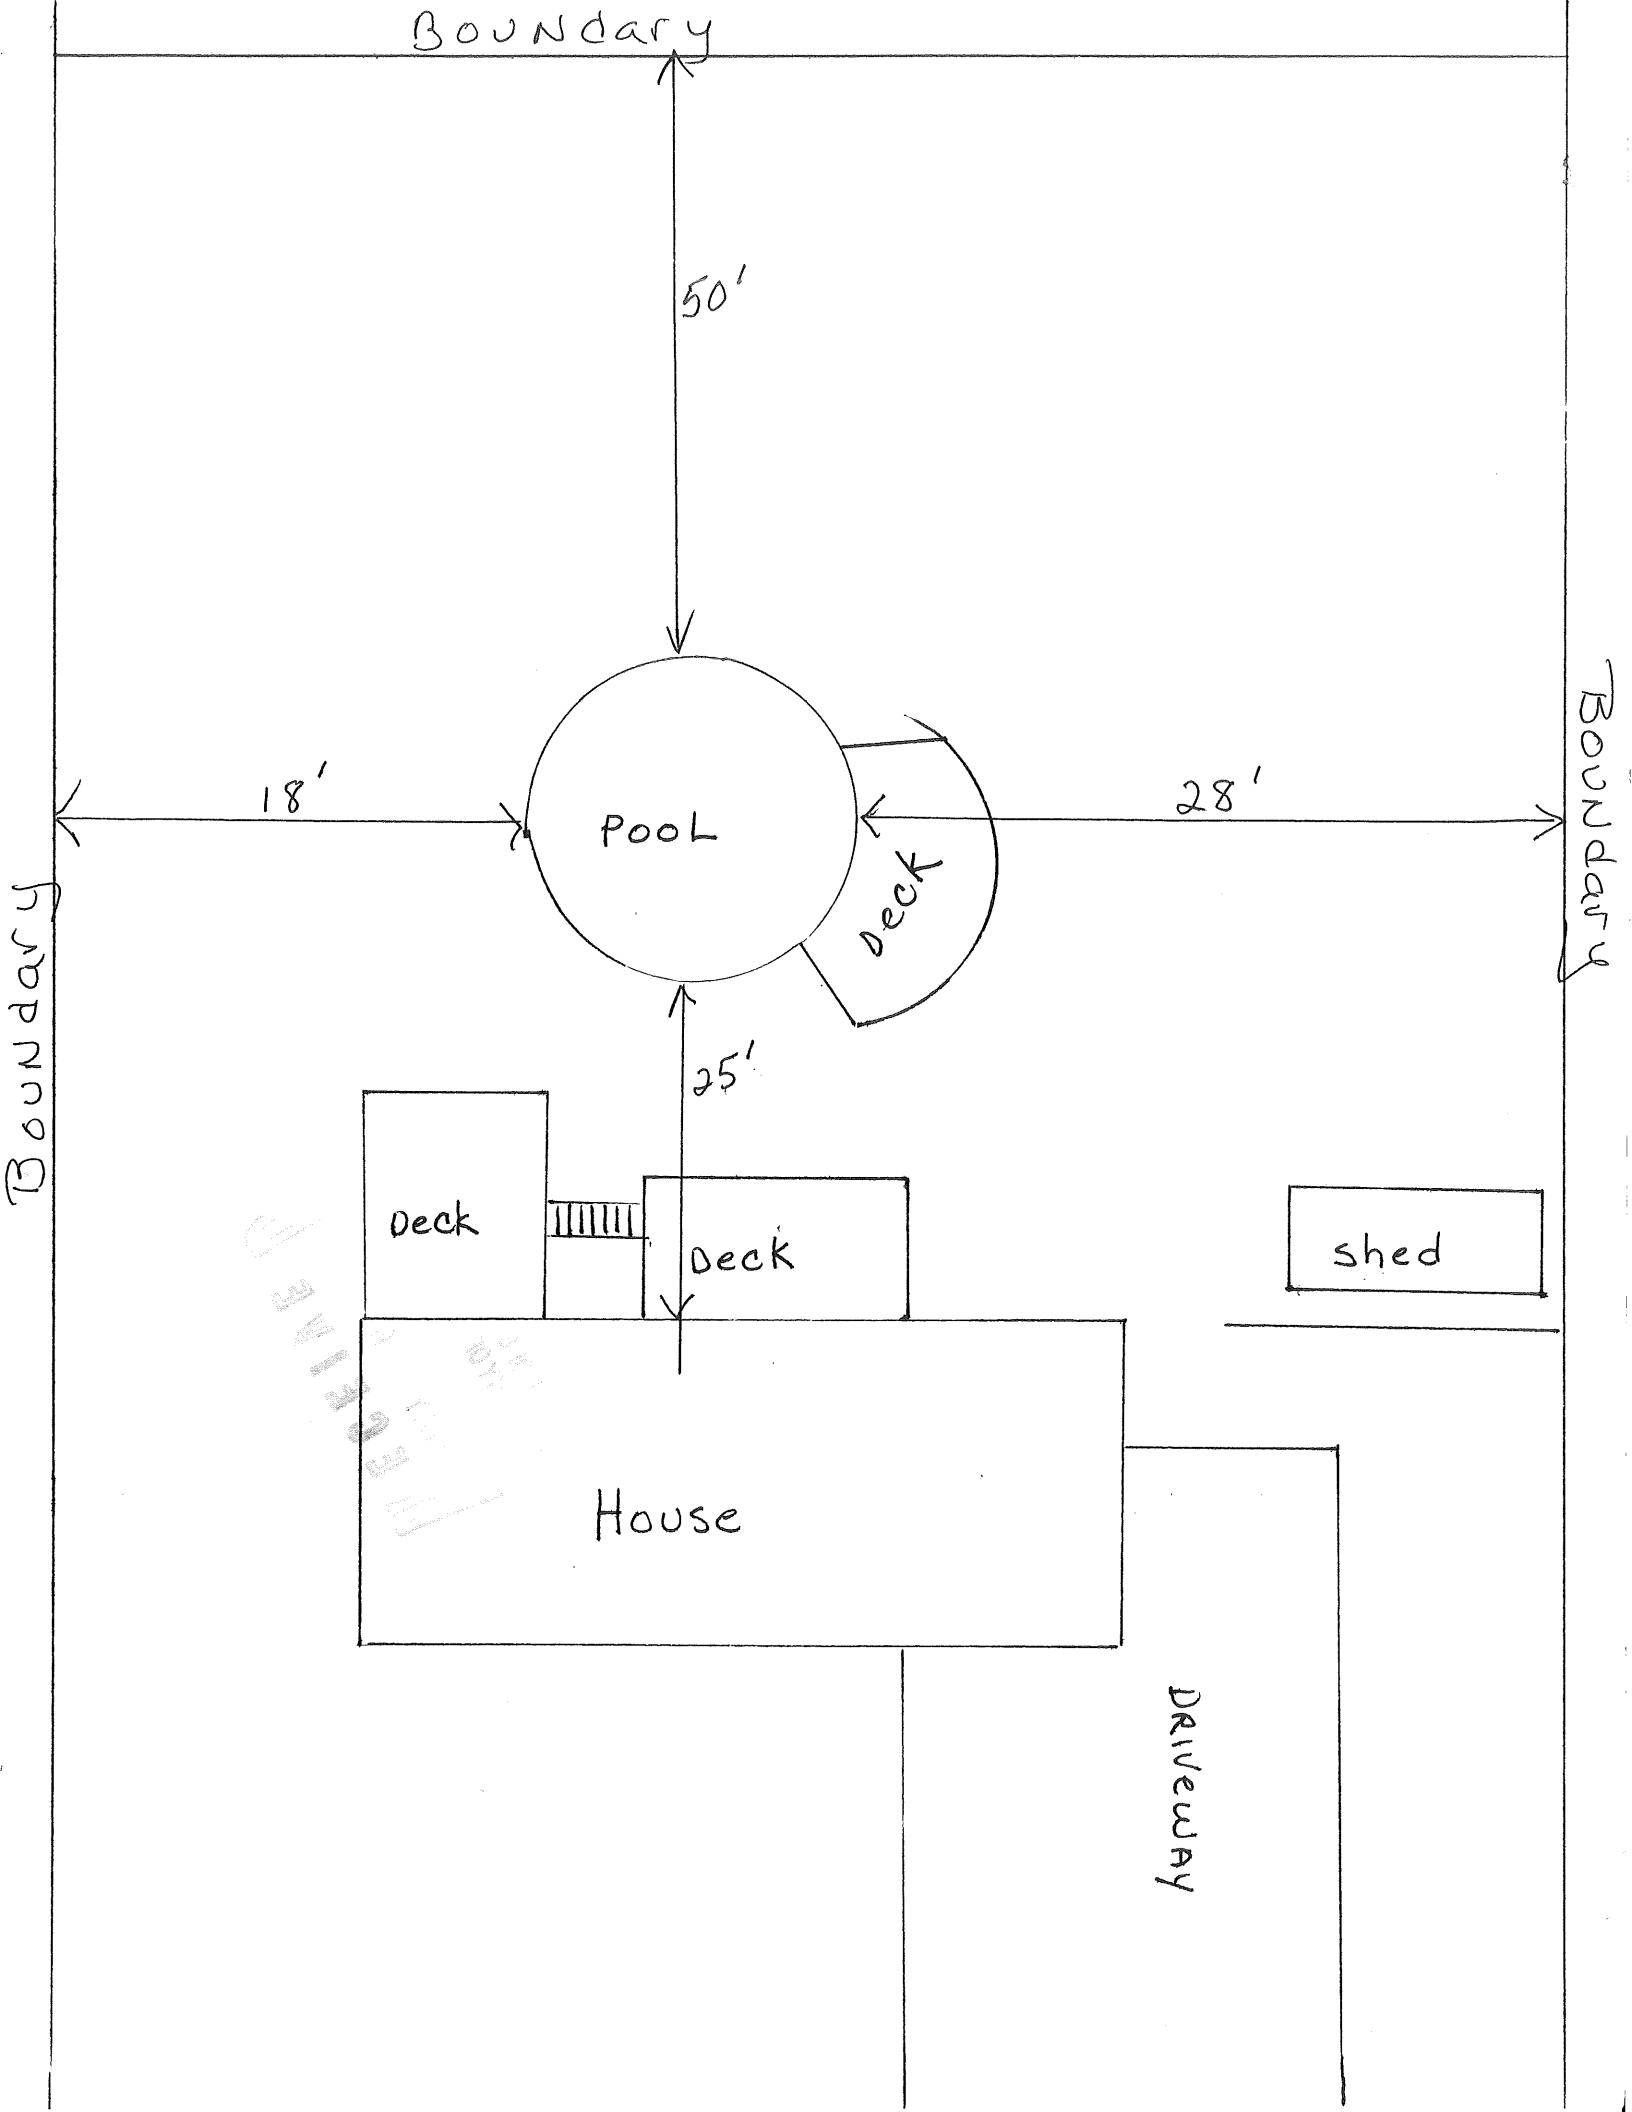 BOUNdary
50'
BOUNdary
18'
POOL
28'
Deck
BOUNdary
25'
Deck
Deck
shed
House
DRIVEWAY